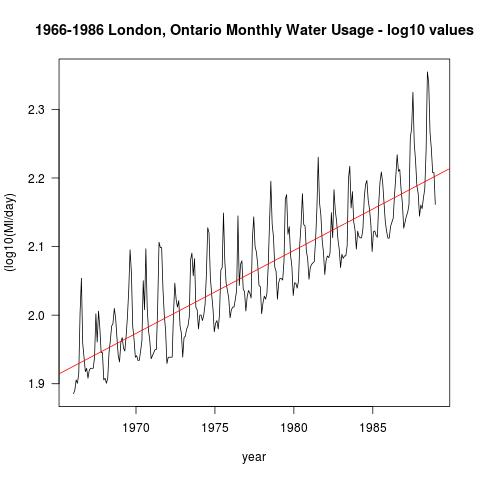 1966-1986 London, Ontario Monthly Water Usage - log10 values
(log10(Ml/day)
2.3
2.2
2.1
2.0
1.9
1970 1975 1980 1985
year